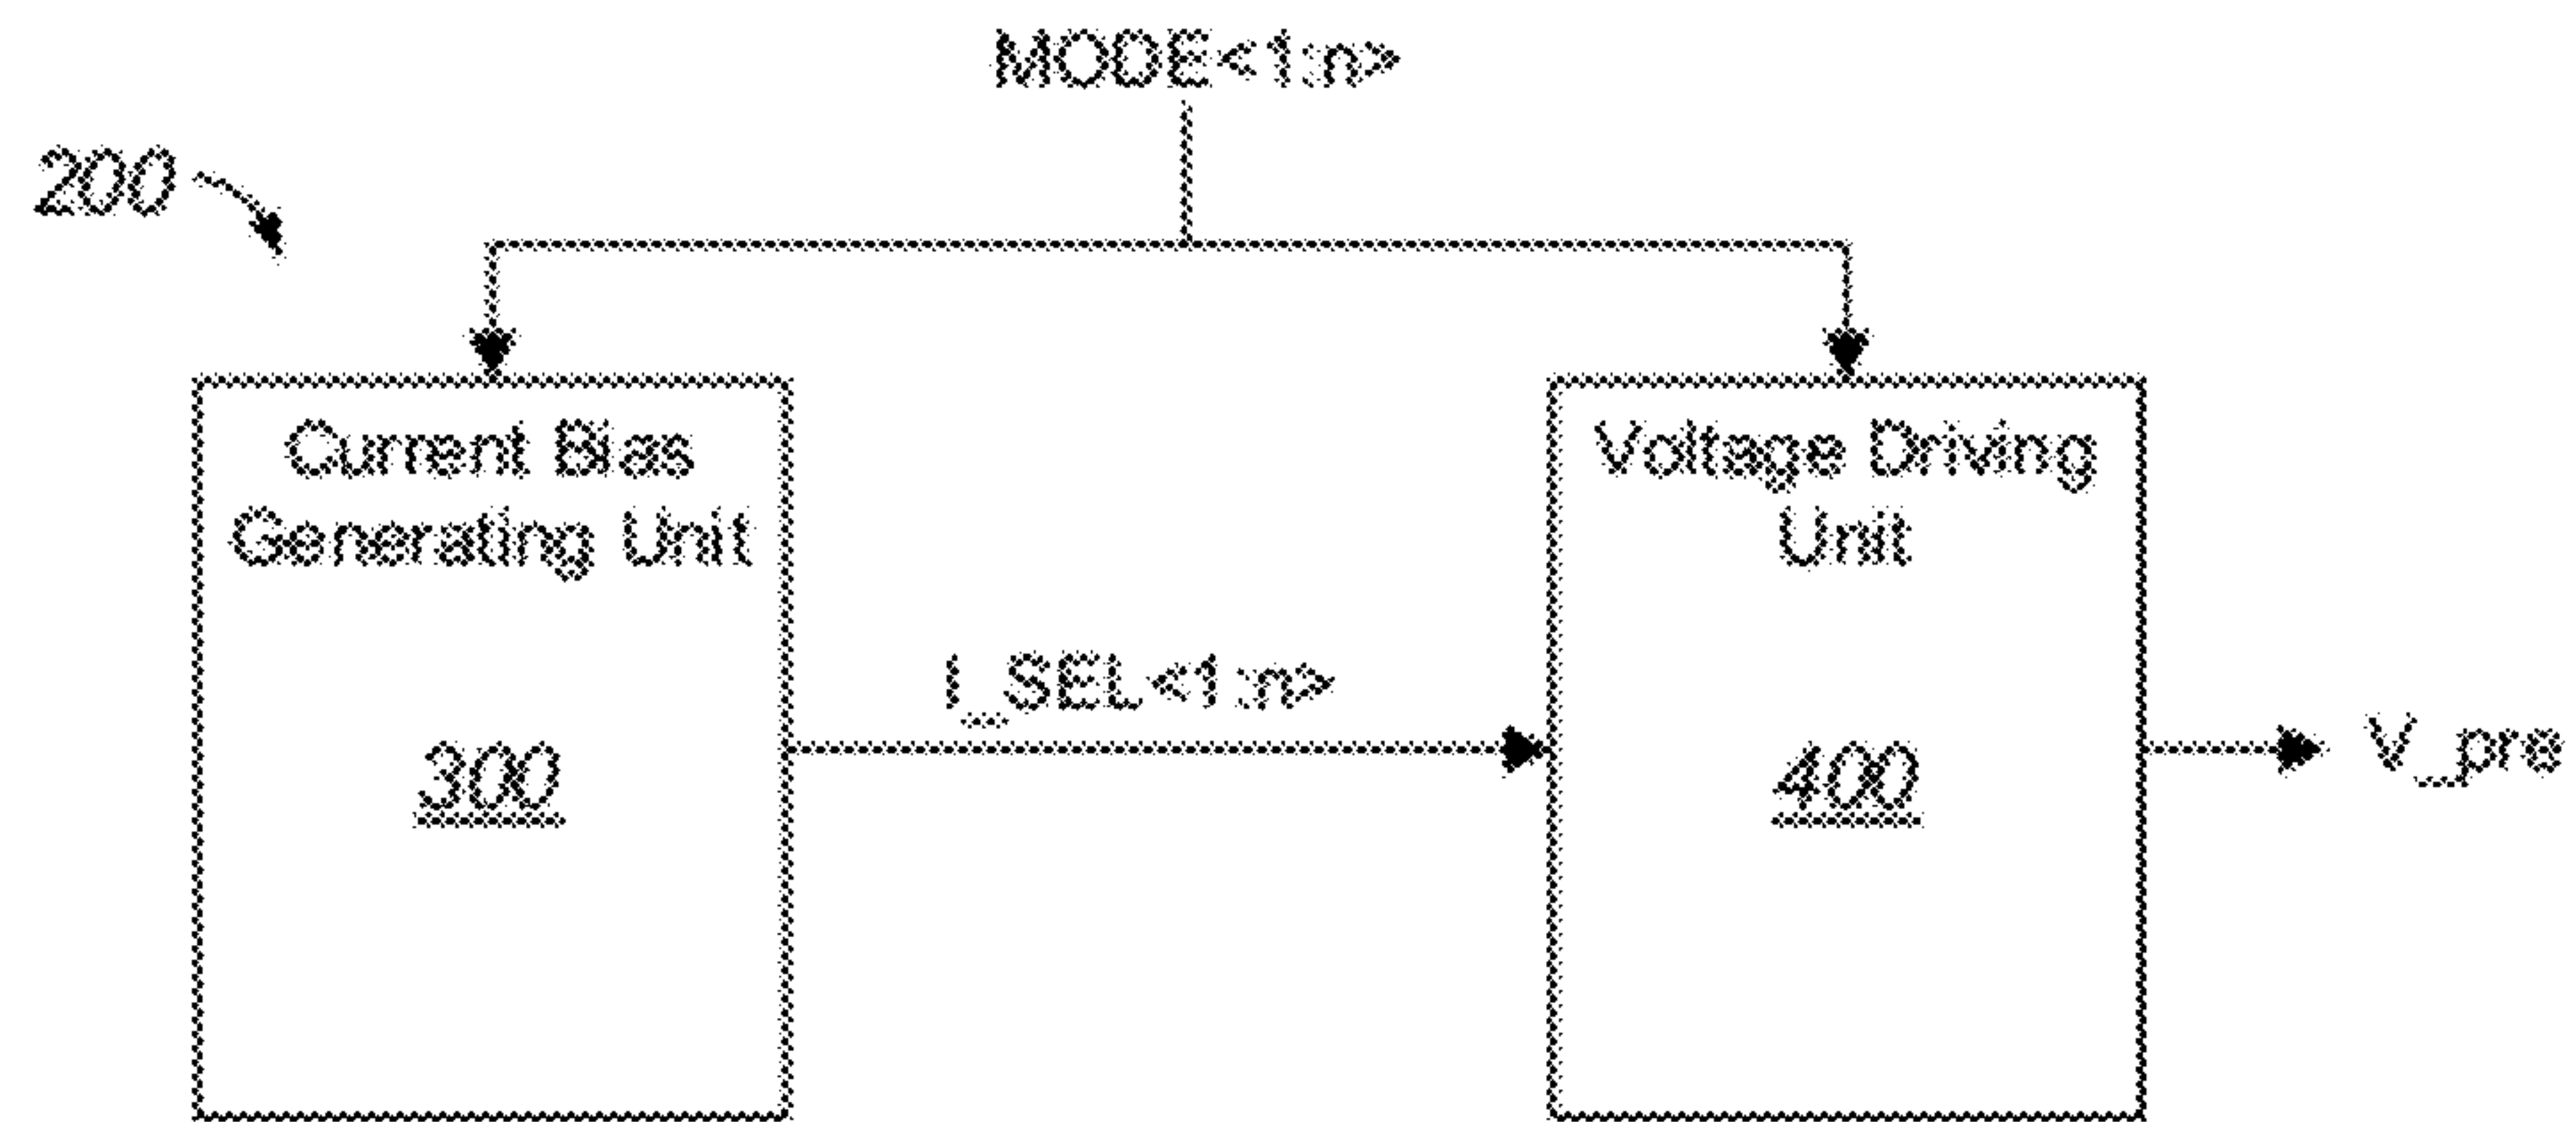 MODE<1:n>
200
Current Bias
Generating Unit
300
I_SEL<1:n>
Voltage Driving
Unit
400
V_pre